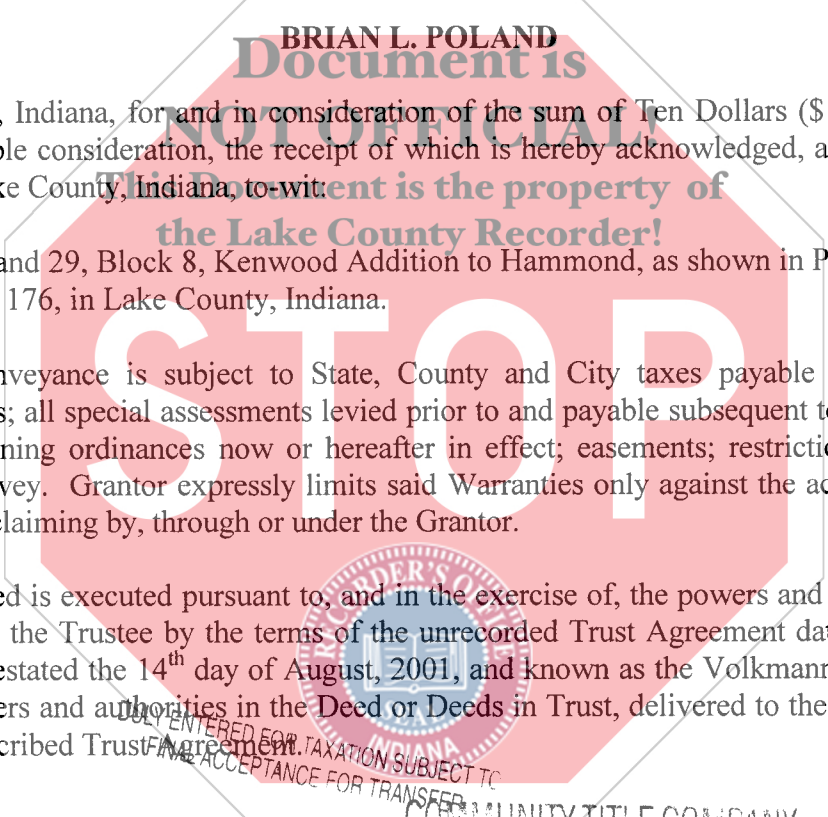 BRIAN L. POLAND
Document is
, Indiana, for and in consideration of the sum of Ten Dollars ($
NOT OFFICIAL!
ble consideration, the receipt of which is hereby acknowledged, a
ke County, Indiana, to-wit:
This Document is the property of
the Lake County Recorder!
and 29, Block 8, Kenwood Addition to Hammond, as shown in P
176, in Lake County, Indiana.
STOP
nveyance is subject to State, County and City taxes payable
s; all special assessments levied prior to and payable subsequent t
ning ordinances now or hereafter in effect; easements; restricti
vey. Grantor expressly limits said Warranties only against the ac
claiming by, through or under the Grantor.
ed is executed pursuant to, and in the exercise of, the powers and
the Trustee by the terms of the unrecorded Trust Agreement da
estated the 14th day of August, 2001, and known as the Volkmann
ers and authorities in the Deed or Deeds in Trust, delivered to the
cribed Trust Agreement.
RECORDER'S OFFICE
SEAL
INDIANA
DULY ENTERED FOR TAXATION SUBJECT TO
FINAL ACCEPTANCE FOR TRANSFER
COMMUNITY TITLE COMPANY